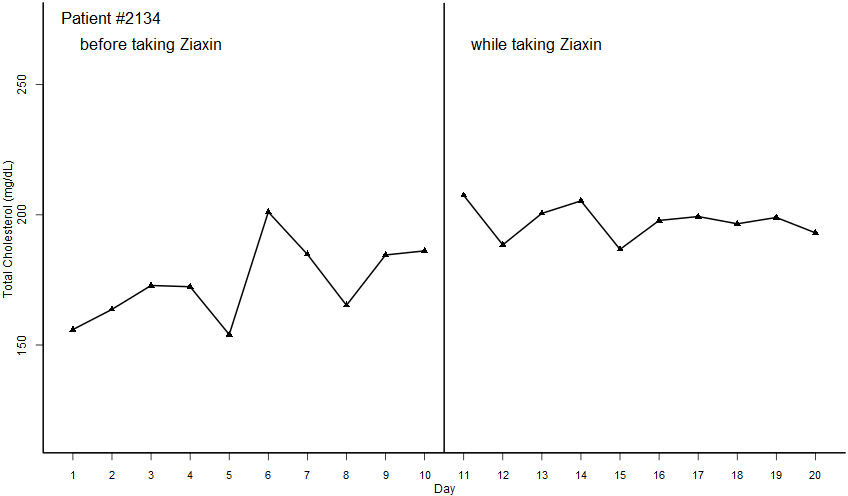 Patient #2134
before taking Ziaxin
while taking Ziaxin
Total Cholesterol (mg/dL)
250
200
150
1 2 3 4 5 6 7 8 9 10 11 12 13 14 15 16 17 18 19 20
Day